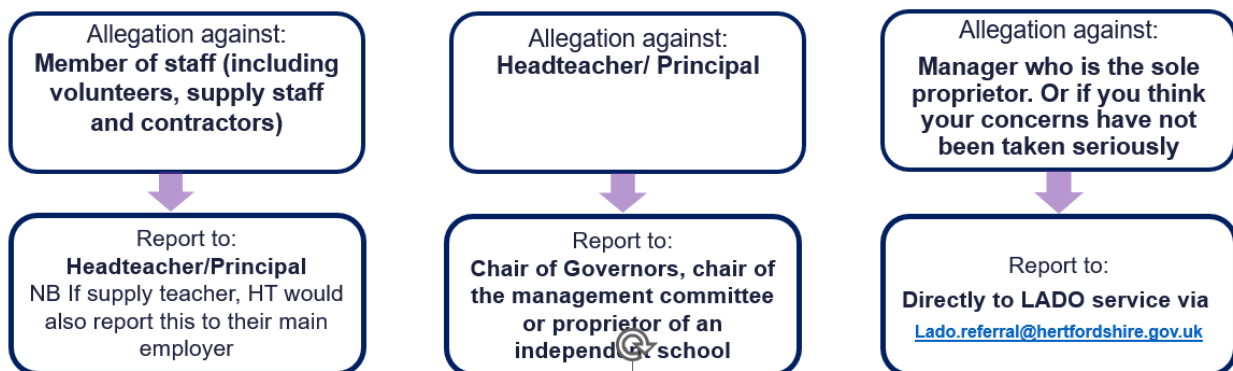 Allegation against:
Member of staff (including
volunteers, supply staff
and contractors)
Report to:
Headteacher/Principal
NB If supply teacher, HT would
also report this to their main
employer
Allegation against:
Headteacher/ Principal
Report to:
Chair of Governors, chair of
the management committee
or proprietor of an
independent school
Allegation against:
Manager who is the sole
proprietor. Or if you think
your concerns have not
been taken seriously
Report to:
Directly to LADO service via
Lado.referral@hertfordshire.gov.uk